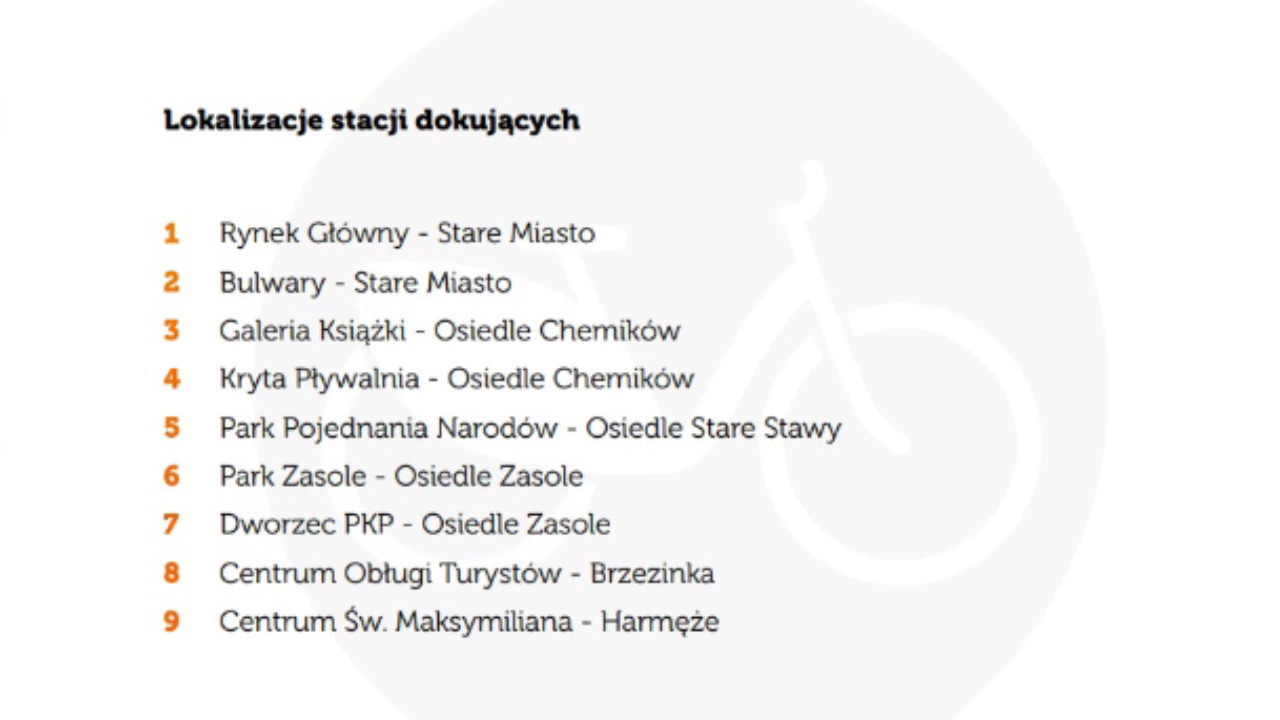 Lokalizacje stacji dokujących
1 Rynek Główny - Stare Miasto
2 Bulwary - Stare Miasto
3 Galeria Książki - Osiedle Chemików
4 Kryta Pływalnia - Osiedle Chemików
5 Park Pojednania Narodów - Osiedle Stare Stawy
6 Park Zasole - Osiedle Zasole
7 Dworzec PKP - Osiedle Zasole
8 Centrum Obługi Turystów - Brzezinka
9 Centrum Św. Maksymiliana - Harmęże